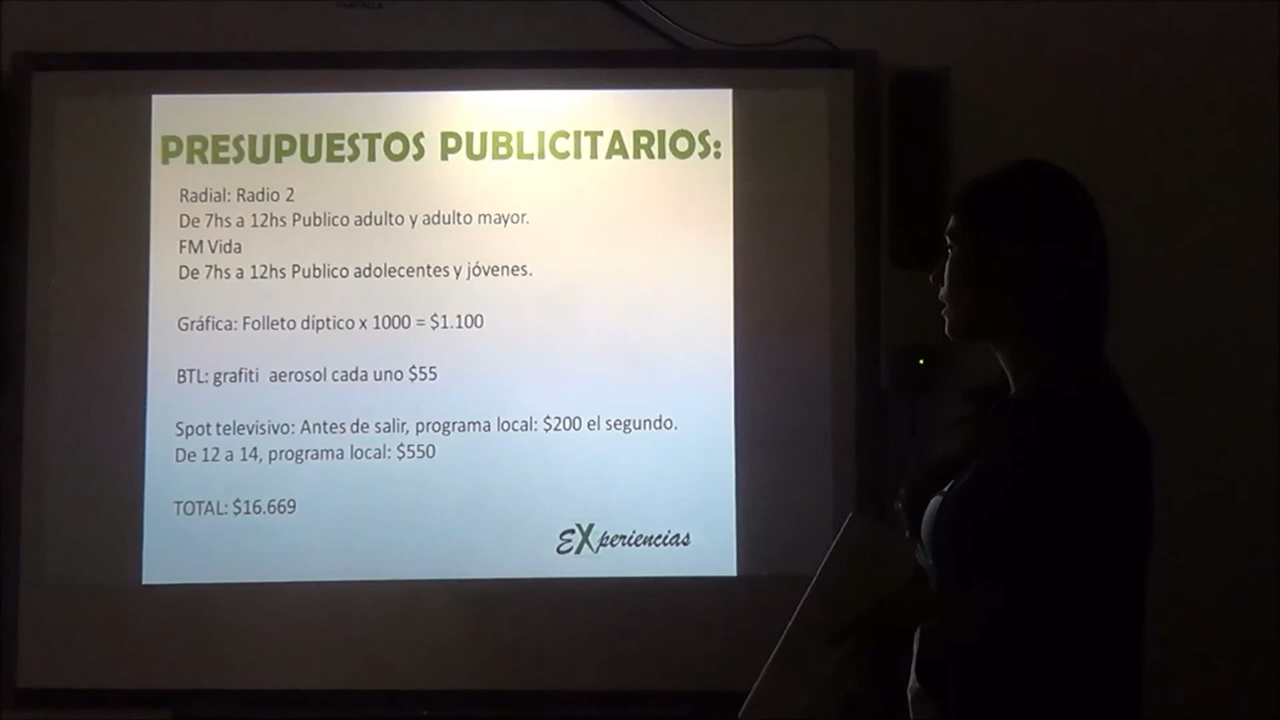 PRESUPUESTOS PUBLICITARIOS:
Radial: Radio 2
De 7hs a 12hs Publico adulto y adulto mayor.
FM Vida
De 7hs a 12hs Publico adolecentes y jóvenes.
Gráfica: Folleto díptico x 1000 = $1.100
BTL: grafiti aerosol cada uno $55
Spot televisivo: Antes de salir, programa local: $200 el segundo.
De 12 a 14, programa local: $550
TOTAL: $16.669
eXperiencias